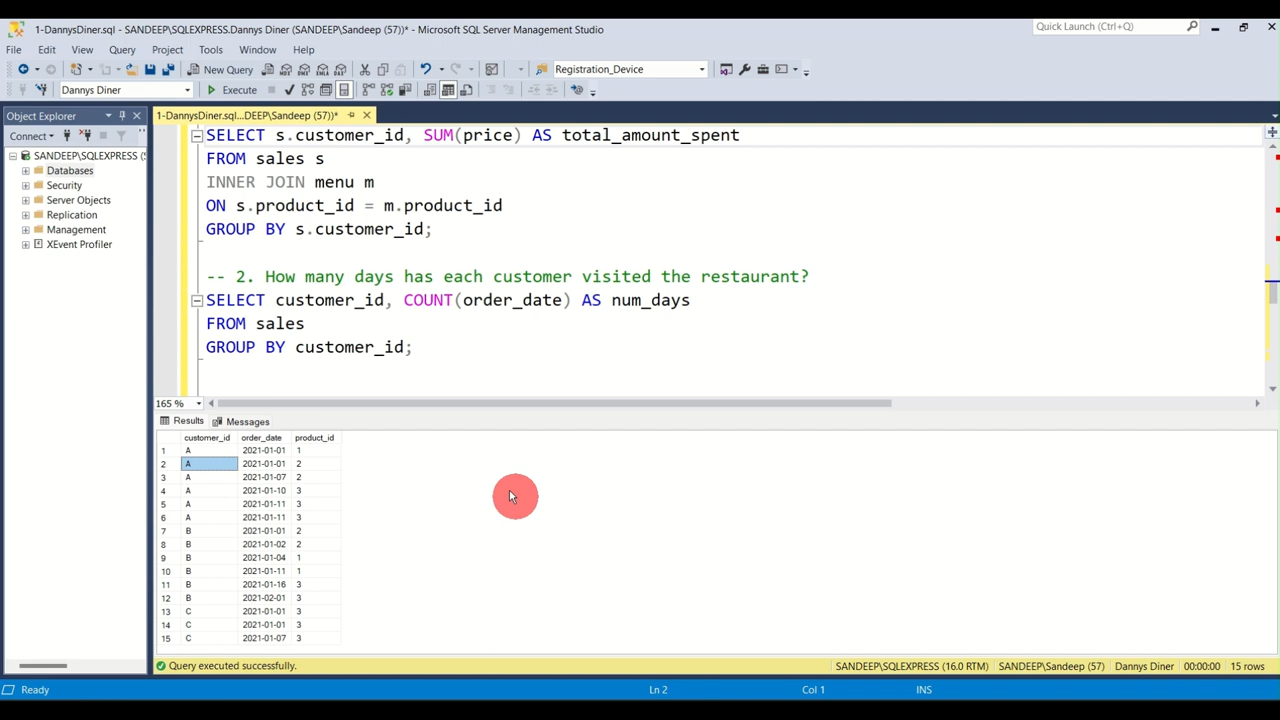 1-DannysDiner.sql - SANDEEP\SQLEXPRESS.Dannys Diner (SANDEEP (57))* - Microsoft SQL Server Management Studio
Quick Launch (Ctrl+Q)
File Edit View Query Project Tools Window Help
New Query
MDX DMX XMLA DAX
Registration_Device
Dannys Diner
Execute
Object Explorer
1-DannysDiner.sql...DEEP\Sandeep (57))*
Connect
SANDEEP\SQLEXPRESS (S
Databases
Security
Server Objects
Replication
Management
XEvent Profiler
SELECT s.customer_id, SUM(price) AS total_amount_spent
FROM sales s
INNER JOIN menu m
ON s.product_id = m.product_id
GROUP BY s.customer_id;
-- 2. How many days has each customer visited the restaurant?
SELECT customer_id, COUNT(order_date) AS num_days
FROM sales
GROUP BY customer_id;
165 %
Results Messages
customer_id order_date product_id
1 A 2021-01-01 1
2 A 2021-01-01 2
3 A 2021-01-07 2
4 A 2021-01-10 3
5 A 2021-01-11 3
6 A 2021-01-11 3
7 B 2021-01-01 2
8 B 2021-01-02 2
9 B 2021-01-04 1
10 B 2021-01-11 1
11 B 2021-01-16 3
12 B 2021-02-01 3
13 C 2021-01-01 3
14 C 2021-01-01 3
15 C 2021-01-07 3
Query executed successfully.
SANDEEP\SQLEXPRESS (16.0 RTM) SANDEEP\Sandeep (57) Dannys Diner 00:00:00 15 rows
Ready Ln 2 Col 1 INS